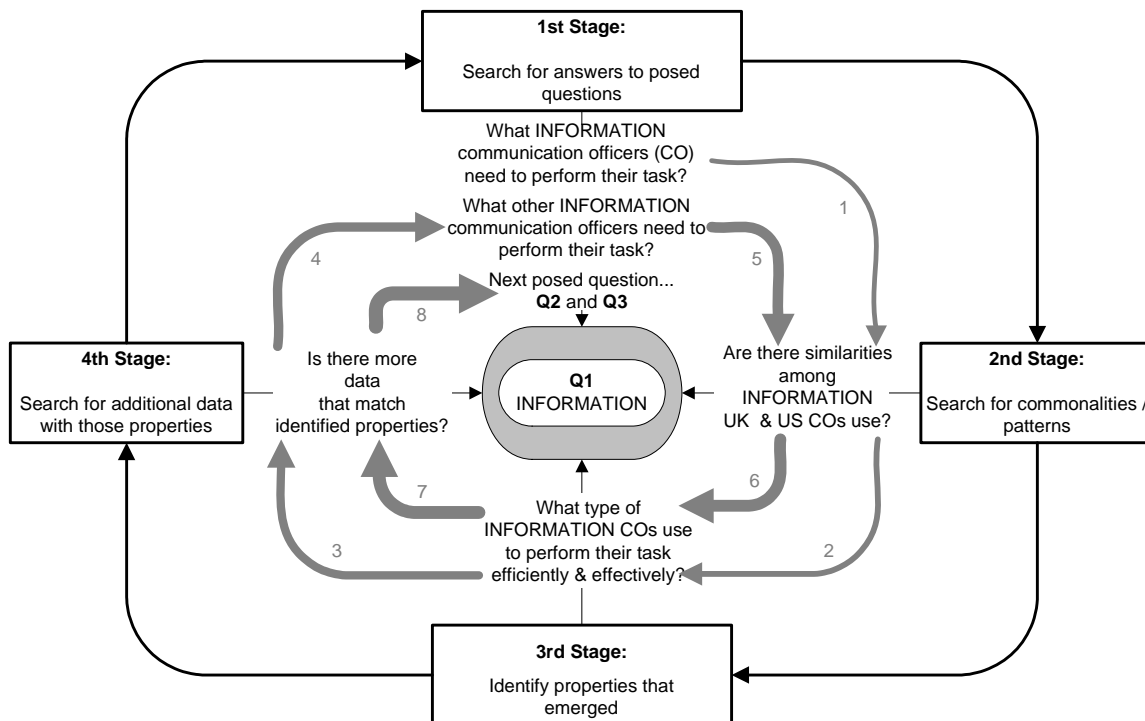 1st Stage:
Search for answers to posed
questions
What INFORMATION
communication officers (CO)
need to perform their task?
1
What other INFORMATION
communication officers need to
perform their task?
4
5
Next posed question...
Q2 and Q3
8
4th Stage:
Search for additional data
with those properties
Is there more
data
that match
identified properties?
Q1
INFORMATION
Are there similarities
among
INFORMATION
UK & US COs use?
2nd Stage:
Search for commonalities /
patterns
7
6
What type of
INFORMATION COs use
to perform their task
efficiently & effectively?
3
2
3rd Stage:
Identify properties that
emerged